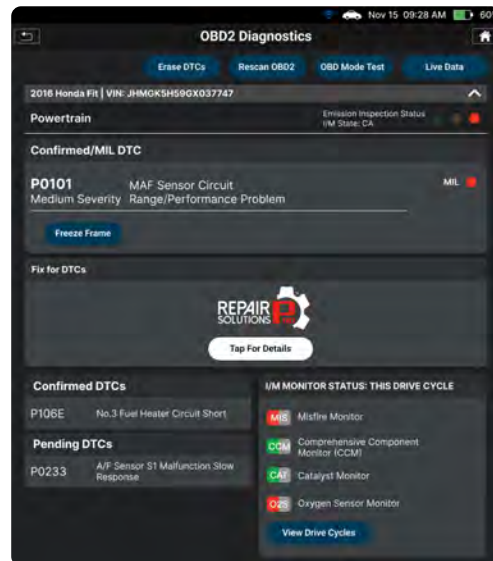 Nov 15 09:28 AM 60
OBD2 Diagnostics
Erase DTCs Rescan OBD2 OBD Mode Test Live Data
2016 Honda Fit | VIN: JHMGK5H59GX037747
Powertrain
Emission Inspection Status
I/M State: CA
Confirmed/MIL DTC
P0101 MAF Sensor Circuit MIL
Medium Severity Range/Performance Problem
Freeze Frame
Fix for DTCs
REPAIR
SOLUTIONS
Tap For Details
Confirmed DTCs
P106E No.3 Fuel Heater Circuit Short
Pending DTCs
P0233 A/F Sensor S1 Malfunction Slow
Response
I/M MONITOR STATUS: THIS DRIVE CYCLE
MIS Misfire Monitor
CCM Comprehensive Component
Monitor (CCM)
CAT Catalyst Monitor
O2S Oxygen Sensor Monitor
View Drive Cycles